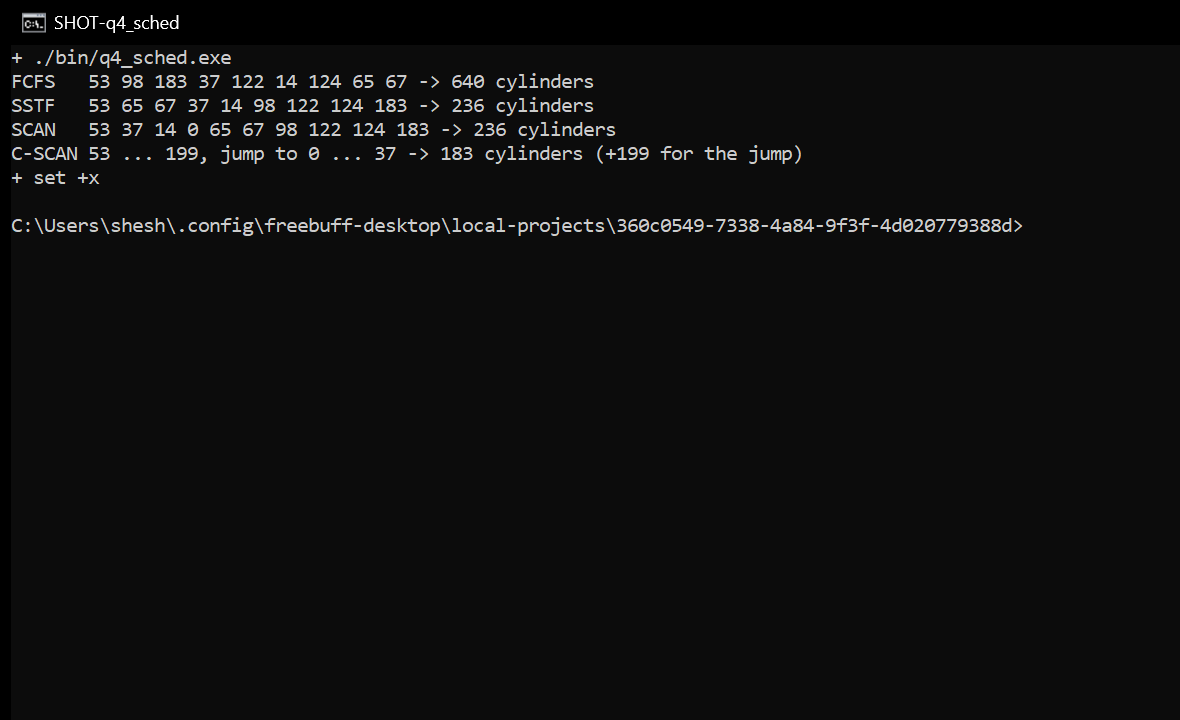 SHOT-q4_sched
+ ./bin/q4_sched.exe
FCFS   53 98 183 37 122 14 124 65 67 -> 640 cylinders
SSTF   53 65 67 37 14 98 122 124 183 -> 236 cylinders
SCAN   53 37 14 0 65 67 98 122 124 183 -> 236 cylinders
C-SCAN 53 ... 199, jump to 0 ... 37 -> 183 cylinders (+199 for the jump)
+ set +x
C:\Users\shesh\.config\freebuff-desktop\local-projects\360c0549-7338-4a84-9f3f-4d020779388d>